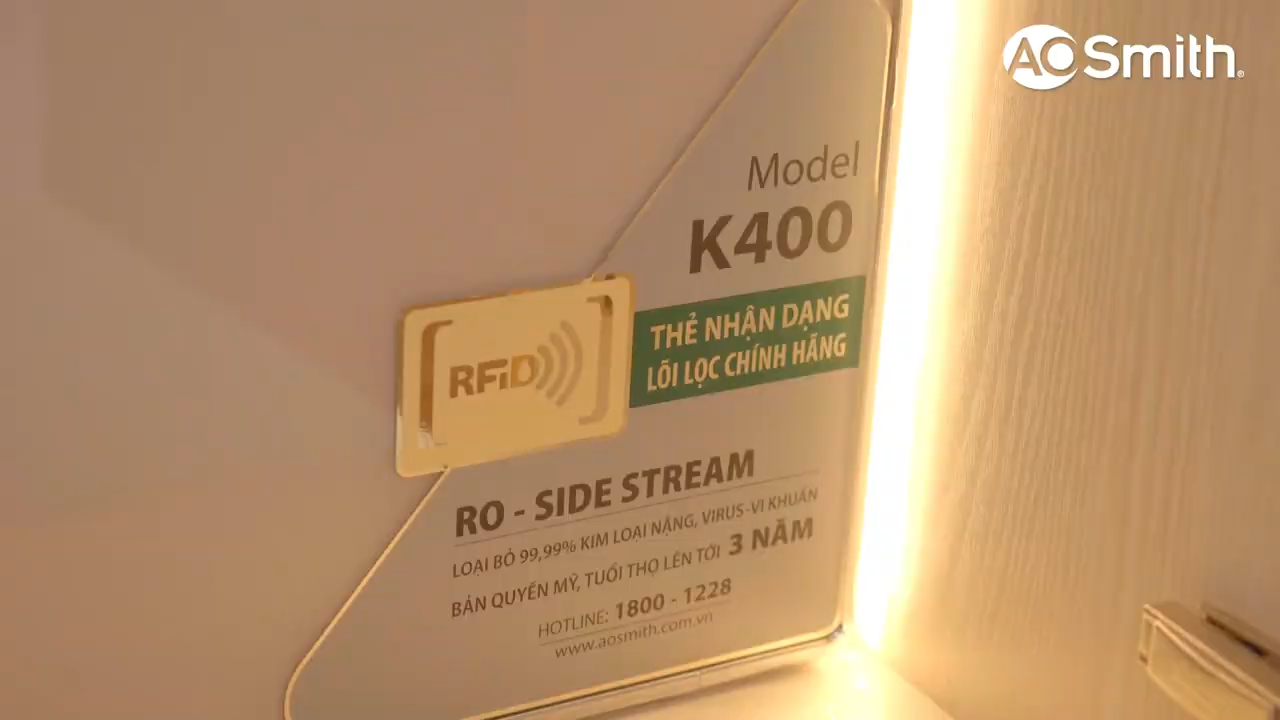 AO Smith®
Model
K400
RFiD
THẺ NHẬN DẠNG
LÕI LỌC CHÍNH HÃNG
RO - SIDE STREAM
LOẠI BỎ 99,99% KIM LOẠI NẶNG, VIRUS-VI KHUẨN
BẢN QUYỀN MỸ, TUỔI THỌ LÊN TỚI 3 NĂM
HOTLINE: 1800 - 1228
www.aosmith.com.vn